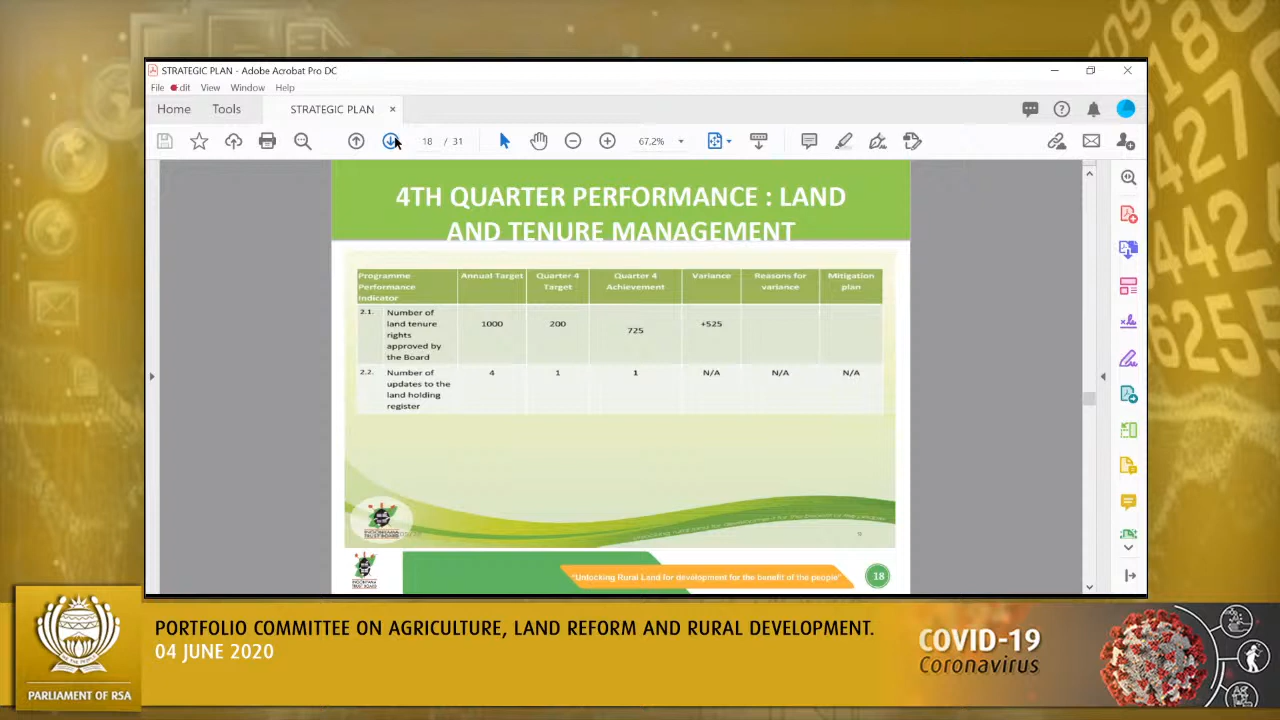 STRATEGIC PLAN - Adobe Acrobat Pro DC
File Edit View Window Help
Home Tools STRATEGIC PLAN
18 / 31 67,2%
4TH QUARTER PERFORMANCE : LAND
AND TENURE MANAGEMENT
Programme Performance Indicator
Annual Target
Quarter 4 Target
Quarter 4 Achievement
Variance
Reasons for variance
Mitigation plan
2.1. Number of land tenure rights approved by the Board
1000
200
725
+525
2.2. Number of updates to the land holding register
4
1
1
N/A
N/A
N/A
9
"Unlocking Rural Land for development for the benefit of the people"
18
PORTFOLIO COMMITTEE ON AGRICULTURE, LAND REFORM AND RURAL DEVELOPMENT.
04 JUNE 2020
PARLIAMENT OF RSA
COVID-19
Coronavirus